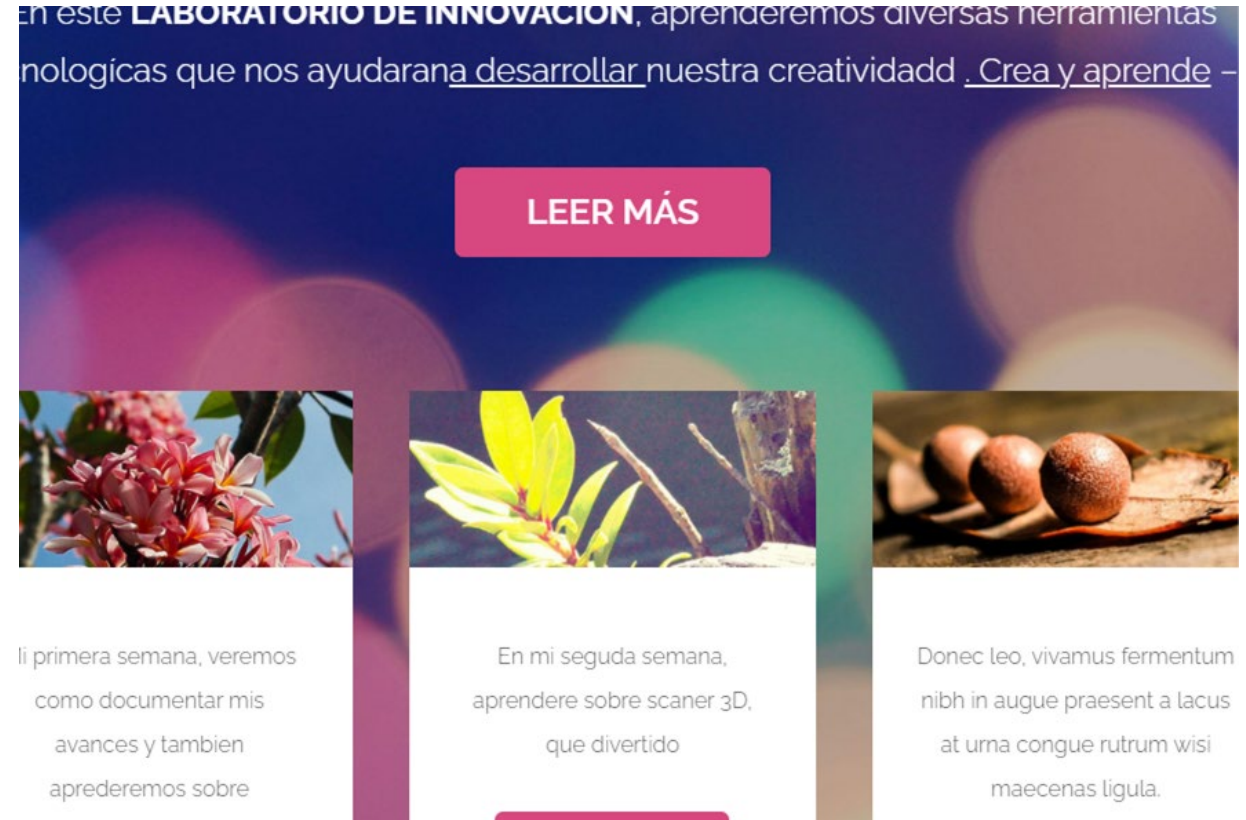 En este LABORATORIO DE INNOVACIÓN, aprenderemos diversas herramientas
nologícas que nos ayudarana desarrollar nuestra creatividadd . Crea y aprende –
LEER MÁS
Mi primera semana, veremos
como documentar mis
avances y tambien
aprederemos sobre
En mi seguda semana,
aprendere sobre scaner 3D,
que divertido
Donec leo, vivamus fermentum
nibh in augue praesent a lacus
at urna congue rutrum wisi
maecenas ligula.